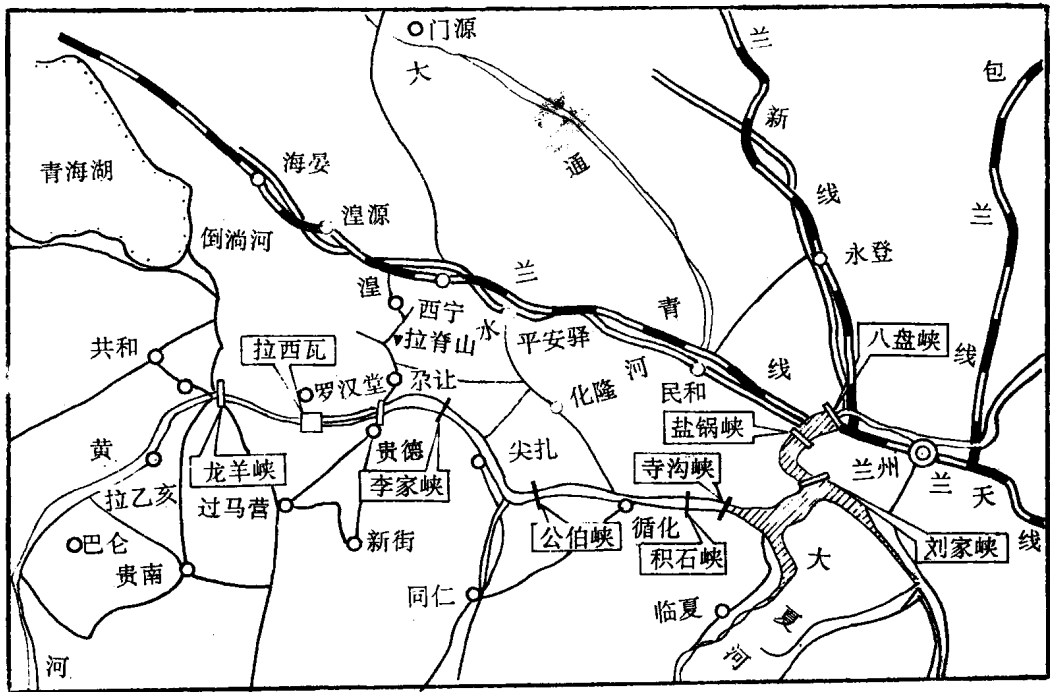 门源
大
通
兰
新
线
包
兰
线
青海湖
海晏
湟源
倒淌河
湟
水
河
西宁
拉脊山
兰
青
线
平安驿
永登
八盘峡
共和
拉西瓦
罗汉堂
尕让
化隆
民和
盐锅峡
黄
龙羊峡
贵德
李家峡
尖扎
寺沟峡
兰州
兰
天
线
拉乙亥
过马营
公伯峡
循化
积石峡
刘家峡
巴仑
贵南
新街
同仁
临夏
大
夏
河
河